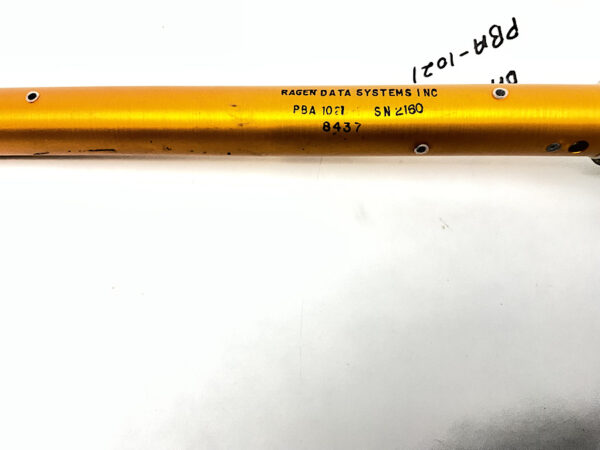 PBA-1021
RAGEN DATA SYSTEMS INC
PBA 1021 SN 2160
8437